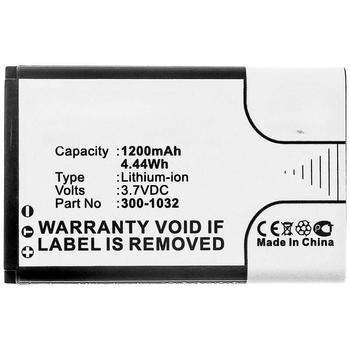 Capacity : 1200mAh
4.44Wh
Type : Lithium-ion
Volts : 3.7VDC
Part No : 300-1032
WARRANTY VOID IF
LABEL IS REMOVED
Made In China